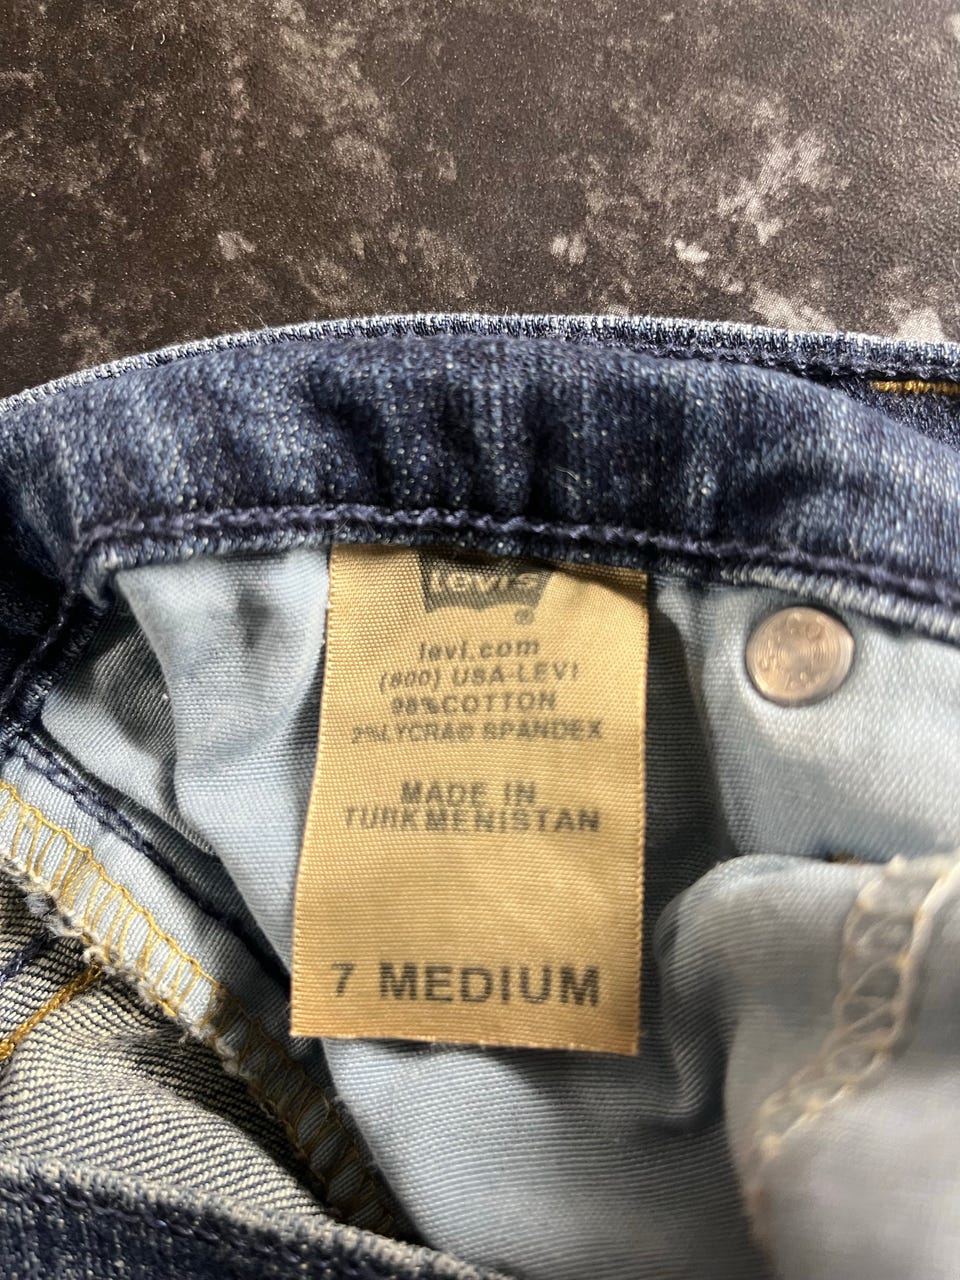 Levi's
®
levi.com
(800) USA-LEVI
98%COTTON
2%LYCRA® SPANDEX
MADE IN
TURKMENISTAN
7 MEDIUM